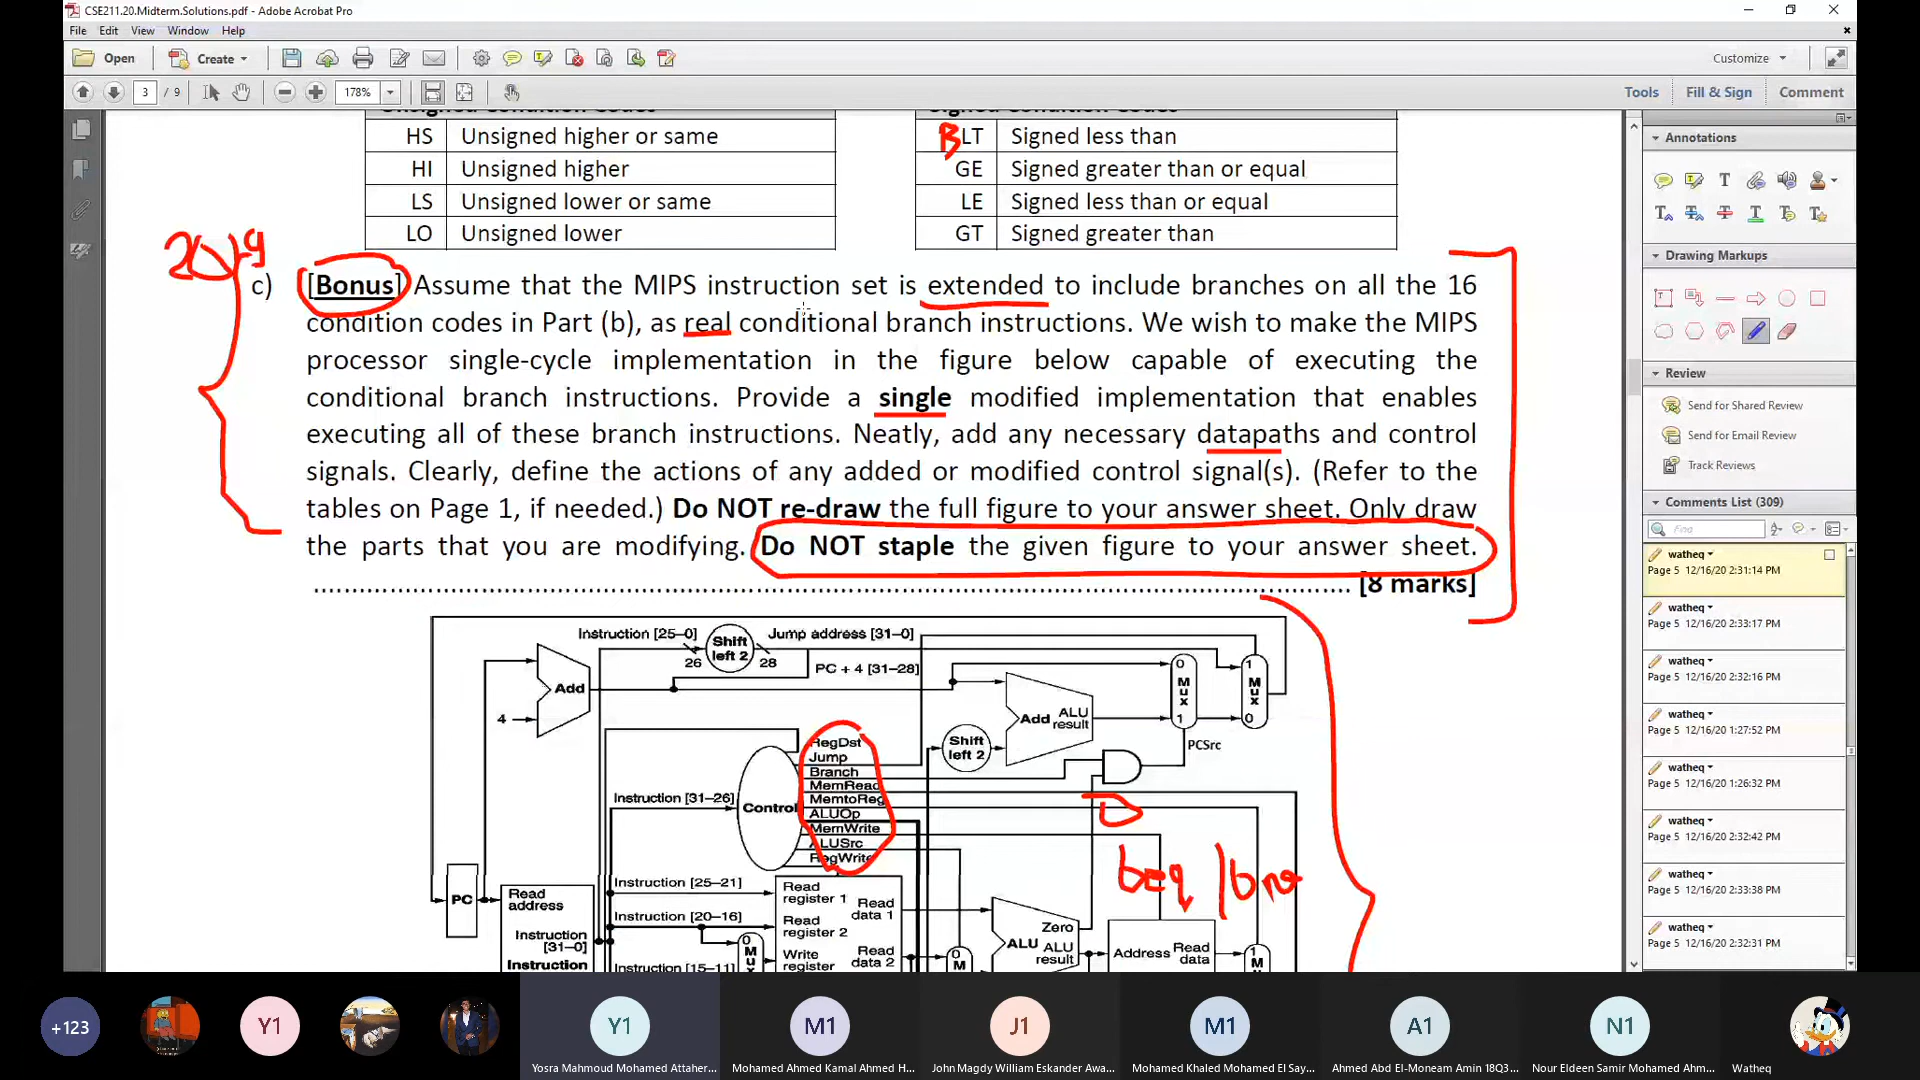 CSE211.20.Midterm.Solutions.pdf - Adobe Acrobat Pro
File Edit View Window Help
Open Create Customize
3 / 9 178% Tools Fill & Sign Comment
Unsigned Condition Codes Signed Condition Codes
HS Unsigned higher or same B LT Signed less than
HI Unsigned higher GE Signed greater than or equal
LS Unsigned lower or same LE Signed less than or equal
LO Unsigned lower GT Signed greater than
c) [Bonus] Assume that the MIPS instruction set is extended to include branches on all the 16
condition codes in Part (b), as real conditional branch instructions. We wish to make the MIPS
processor single-cycle implementation in the figure below capable of executing the
conditional branch instructions. Provide a single modified implementation that enables
executing all of these branch instructions. Neatly, add any necessary datapaths and control
signals. Clearly, define the actions of any added or modified control signal(s). (Refer to the
tables on Page 1, if needed.) Do NOT re-draw the full figure to your answer sheet. Only draw
the parts that you are modifying. Do NOT staple the given figure to your answer sheet.
[8 marks]
Instruction [25–0] Shift left 2 Jump address [31–0]
26 28 PC + 4 [31–28]
Add
4
0 Mux 1
1 Mux 0
Add ALU result
Shift left 2
PCSrc
RegDst
Jump
Branch
MemRead
MemtoReg
ALUOp
MemWrite
ALUSrc
RegWrite
Instruction [31–26] Control
beq / bne
PC
Read address
Instruction [31–0]
Instruction
Instruction [25–21]
Instruction [20–16]
Instruction [15–11]
0 Mux
Read register 1
Read register 2
Write register
Read data 1
Read data 2
0 M
Zero
ALU ALU result
Address Read data
1 M
Annotations
Drawing Markups
Review
Send for Shared Review
Send for Email Review
Track Reviews
Comments List (309)
Find
watheq
Page 5 12/16/20 2:31:14 PM
watheq
Page 5 12/16/20 2:33:17 PM
watheq
Page 5 12/16/20 2:32:16 PM
watheq
Page 5 12/16/20 1:27:52 PM
watheq
Page 5 12/16/20 1:26:32 PM
watheq
Page 5 12/16/20 2:32:42 PM
watheq
Page 5 12/16/20 2:33:38 PM
watheq
Page 5 12/16/20 2:32:31 PM
+123 Y1 Y1 M1 J1 M1 A1 N1
Yosra Mahmoud Mohamed Attaher... Mohamed Ahmed Kamal Ahmed H... John Magdy William Eskander Awa... Mohamed Khaled Mohamed El Say... Ahmed Abd El-Moneam Amin 18Q3... Nour Eldeen Samir Mohamed Ahm... Watheq